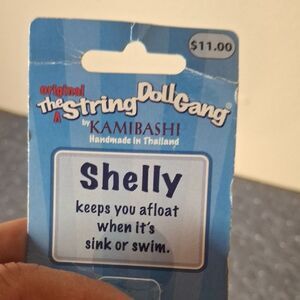 $11.00
original
The String Doll Gang®
by KAMIBASHI
Handmade in Thailand
Shelly
keeps you afloat
when it's
sink or swim.